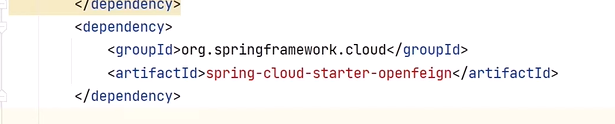 </dependency>
<dependency>
<groupId>org.springframework.cloud</groupId>
<artifactId>spring-cloud-starter-openfeign</artifactId>
</dependency>